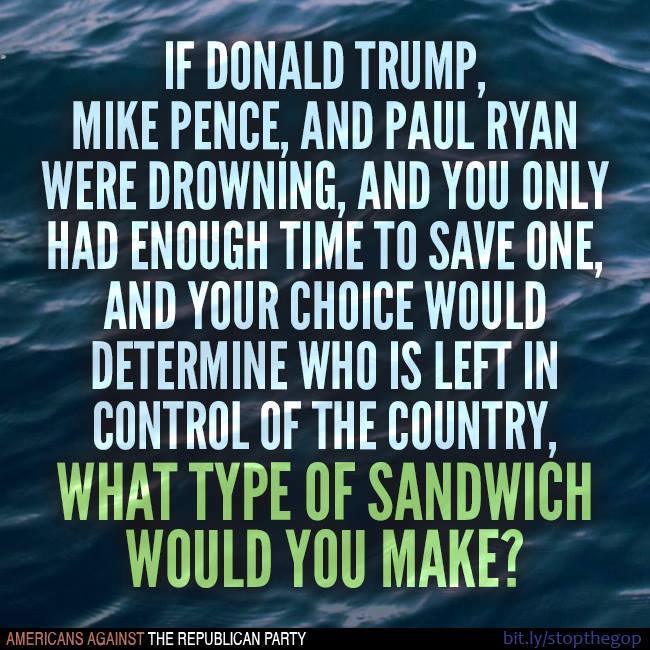 IF DONALD TRUMP,
MIKE PENCE, AND PAUL RYAN
WERE DROWNING, AND YOU ONLY
HAD ENOUGH TIME TO SAVE ONE,
AND YOUR CHOICE WOULD
DETERMINE WHO IS LEFT IN
CONTROL OF THE COUNTRY,
WHAT TYPE OF SANDWICH
WOULD YOU MAKE?
AMERICANS AGAINST THE REPUBLICAN PARTY
bit.ly/stopthegop